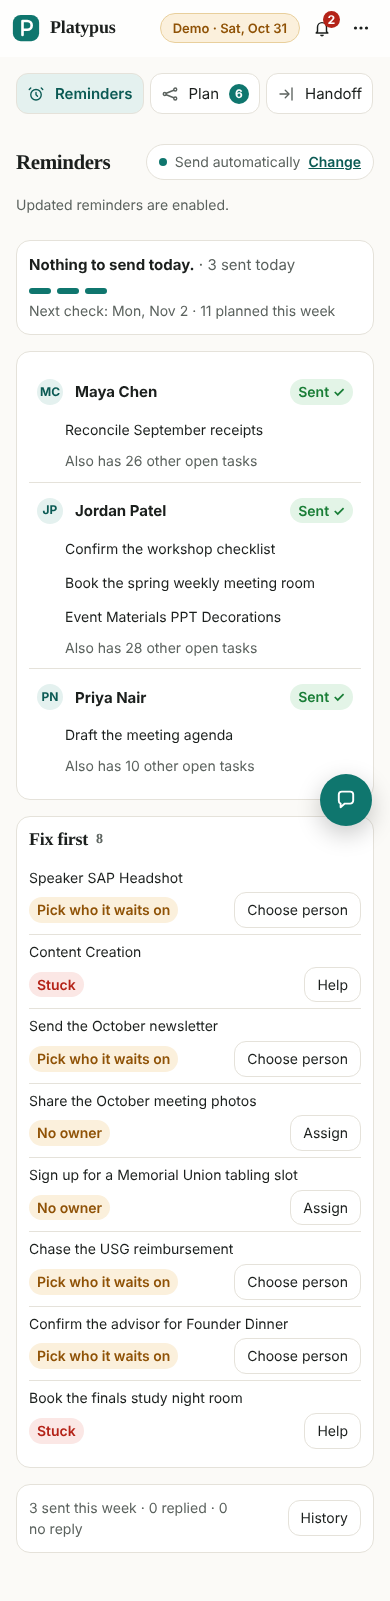 P Platypus
Demo · Sat, Oct 31
2
Reminders
Plan 6
Handoff
Reminders
Send automatically Change
Updated reminders are enabled.
Nothing to send today. · 3 sent today
Next check: Mon, Nov 2 · 11 planned this week
MC Maya Chen Sent ✓
Reconcile September receipts
Also has 26 other open tasks
JP Jordan Patel Sent ✓
Confirm the workshop checklist
Book the spring weekly meeting room
Event Materials PPT Decorations
Also has 28 other open tasks
PN Priya Nair Sent ✓
Draft the meeting agenda
Also has 10 other open tasks
Fix first 8
Speaker SAP Headshot
Pick who it waits on Choose person
Content Creation
Stuck Help
Send the October newsletter
Pick who it waits on Choose person
Share the October meeting photos
No owner Assign
Sign up for a Memorial Union tabling slot
No owner Assign
Chase the USG reimbursement
Pick who it waits on Choose person
Confirm the advisor for Founder Dinner
Pick who it waits on Choose person
Book the finals study night room
Stuck Help
3 sent this week · 0 replied · 0
no reply
History